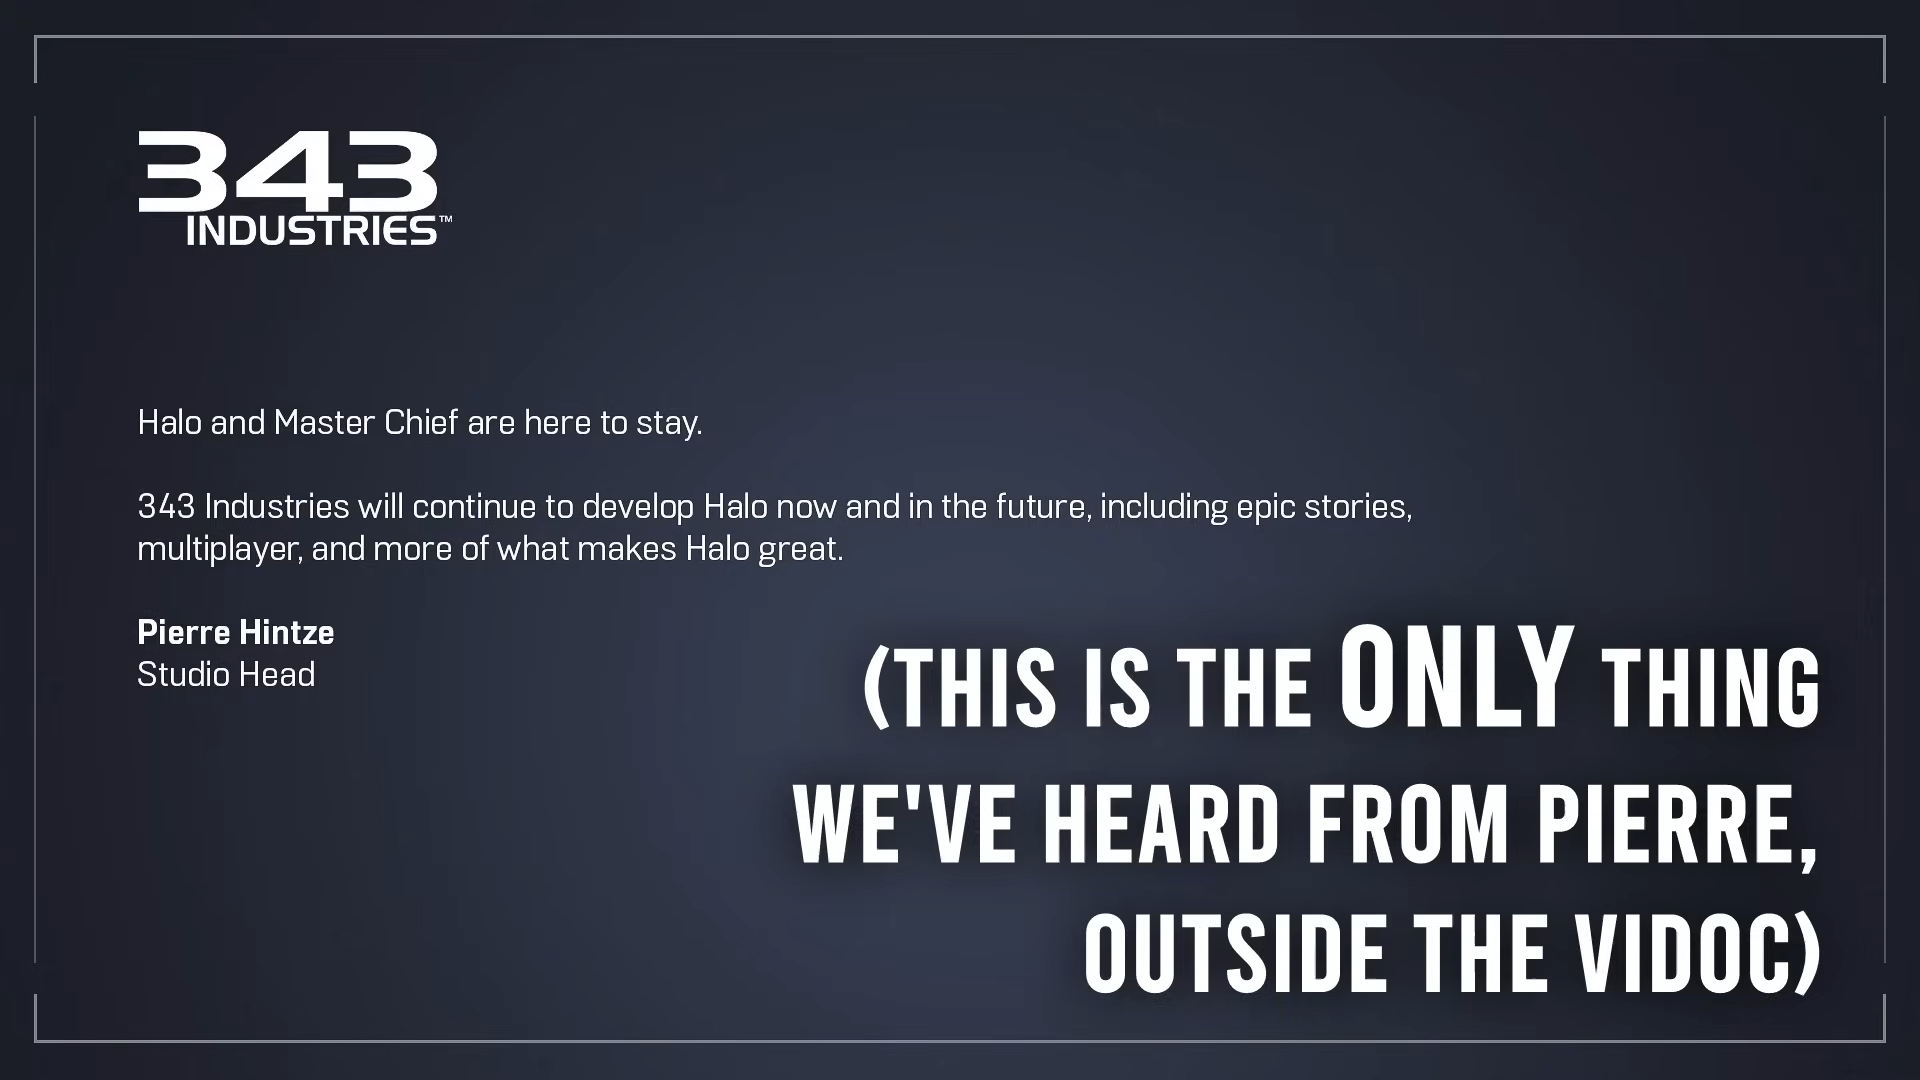 343
INDUSTRIES™
Halo and Master Chief are here to stay.
343 Industries will continue to develop Halo now and in the future, including epic stories,
multiplayer, and more of what makes Halo great.
Pierre Hintze
Studio Head
(THIS IS THE ONLY THING
WE'VE HEARD FROM PIERRE,
OUTSIDE THE VIDOC)